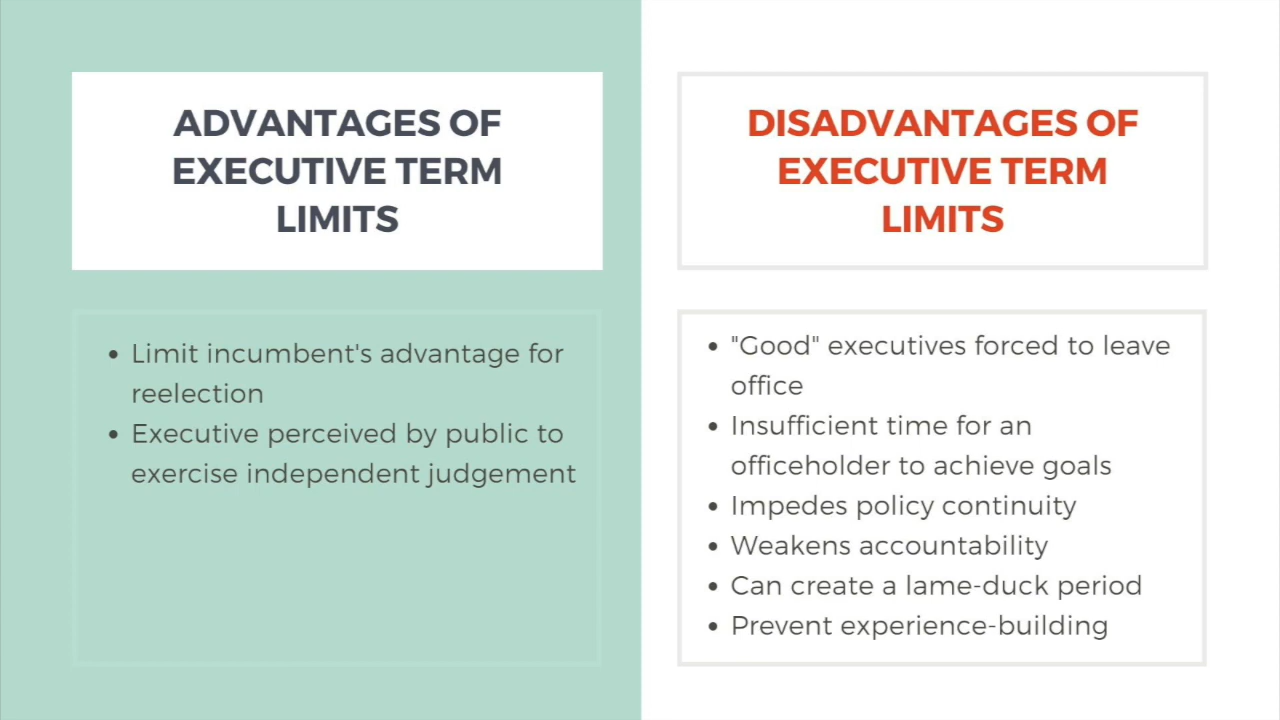 ADVANTAGES OF
EXECUTIVE TERM
LIMITS
• Limit incumbent's advantage for
reelection
• Executive perceived by public to
exercise independent judgement
DISADVANTAGES OF
EXECUTIVE TERM
LIMITS
• "Good" executives forced to leave
office
• Insufficient time for an
officeholder to achieve goals
• Impedes policy continuity
• Weakens accountability
• Can create a lame-duck period
• Prevent experience-building